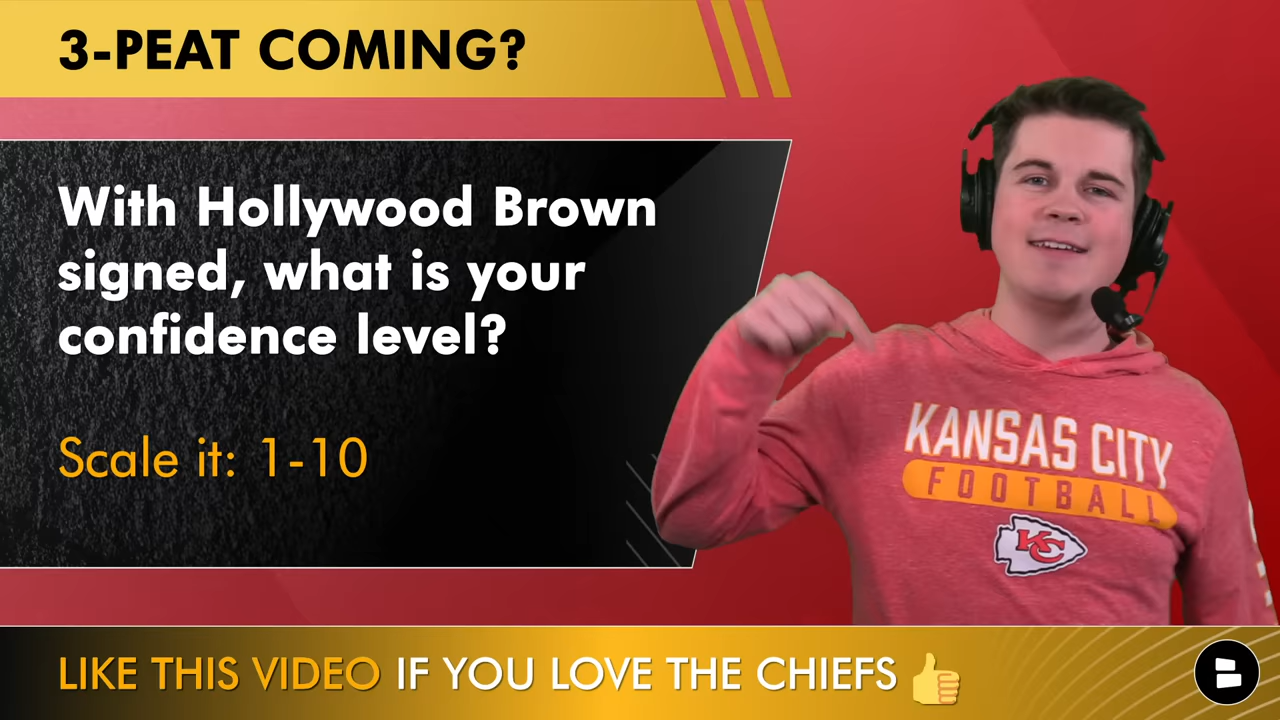 3-PEAT COMING?
With Hollywood Brown
signed, what is your
confidence level?
Scale it: 1-10
KANSAS CITY
FOOTBALL
KC
LIKE THIS VIDEO IF YOU LOVE THE CHIEFS